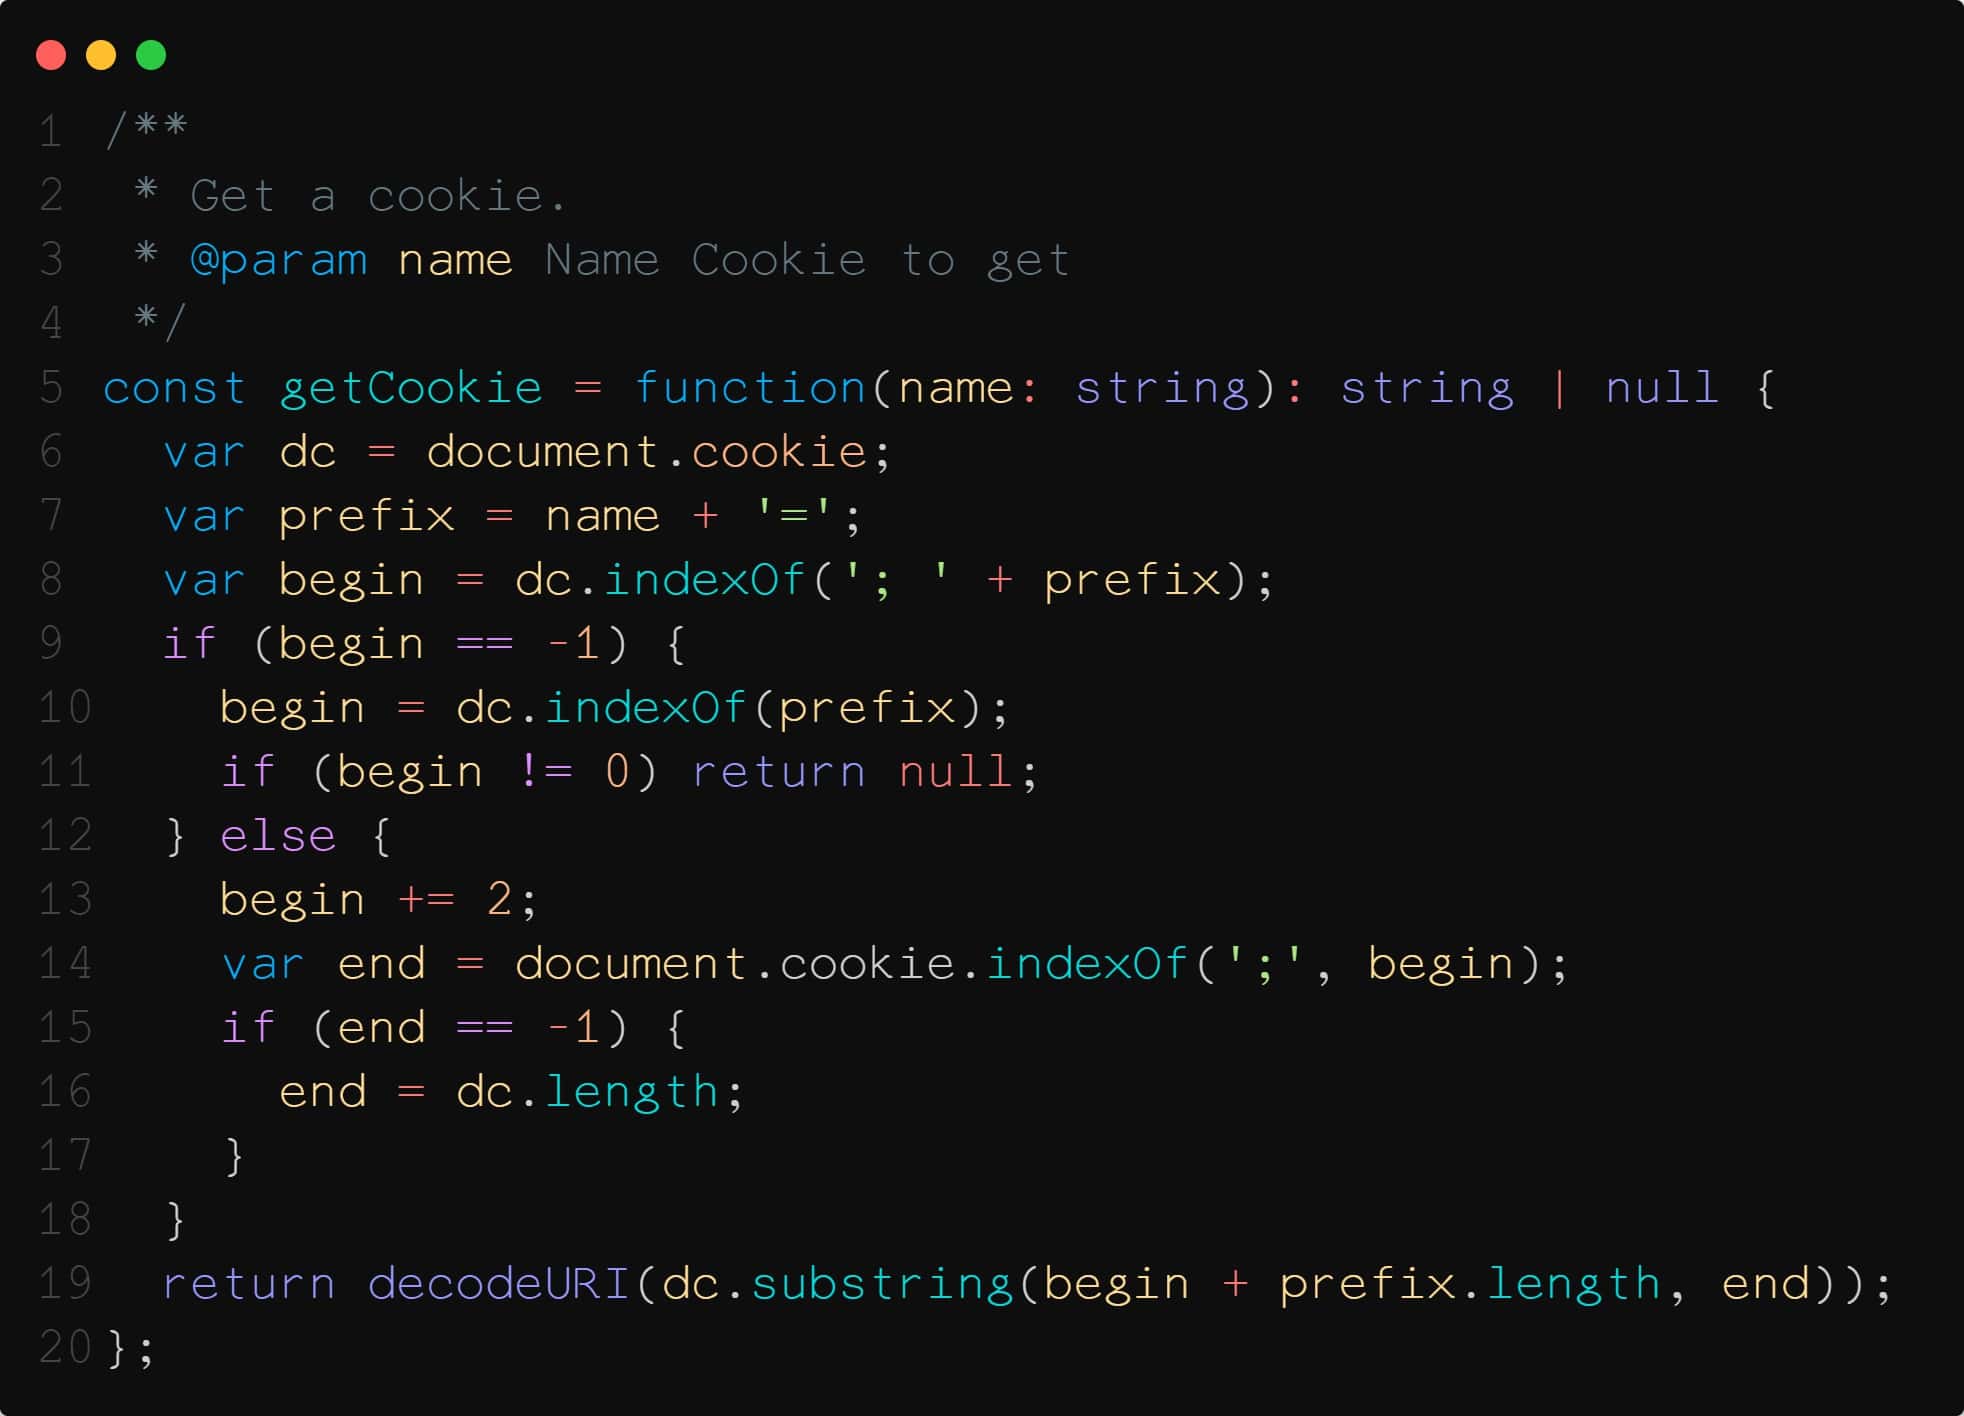 1 /**
2  * Get a cookie.
3  * @param name Name Cookie to get
4  */
5 const getCookie = function(name: string): string | null {
6   var dc = document.cookie;
7   var prefix = name + '=';
8   var begin = dc.indexOf('; ' + prefix);
9   if (begin == -1) {
10     begin = dc.indexOf(prefix);
11     if (begin != 0) return null;
12   } else {
13     begin += 2;
14     var end = document.cookie.indexOf(';', begin);
15     if (end == -1) {
16       end = dc.length;
17     }
18   }
19   return decodeURI(dc.substring(begin + prefix.length, end));
20 };